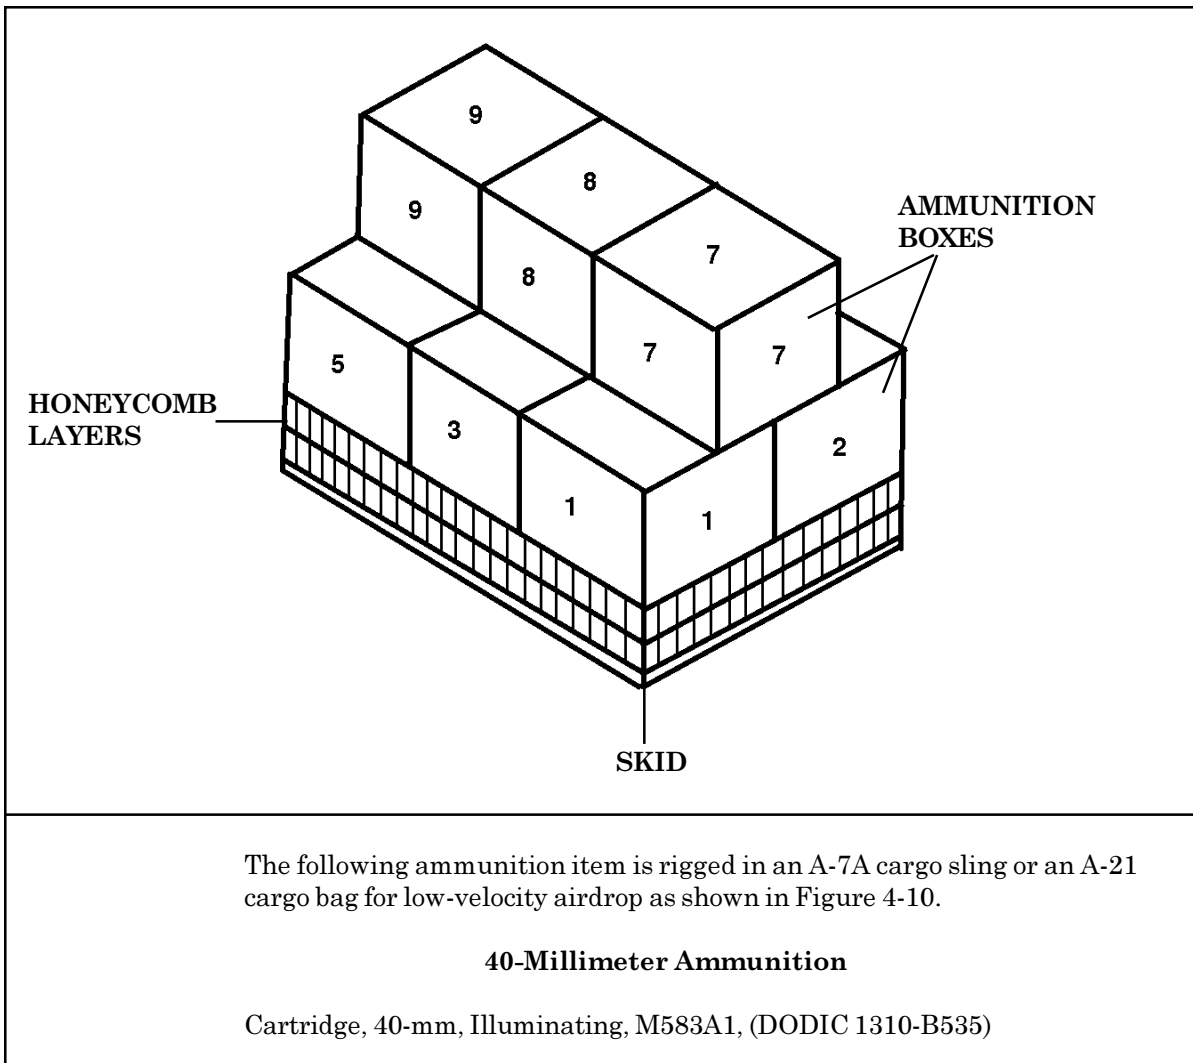 9
8
9
7
8
7
7
5
3
2
1
1
AMMUNITION
BOXES
HONEYCOMB
LAYERS
SKID
The following ammunition item is rigged in an A-7A cargo sling or an A-21
cargo bag for low-velocity airdrop as shown in Figure 4-10.
40-Millimeter Ammunition
Cartridge, 40-mm, Illuminating, M583A1, (DODIC 1310-B535)